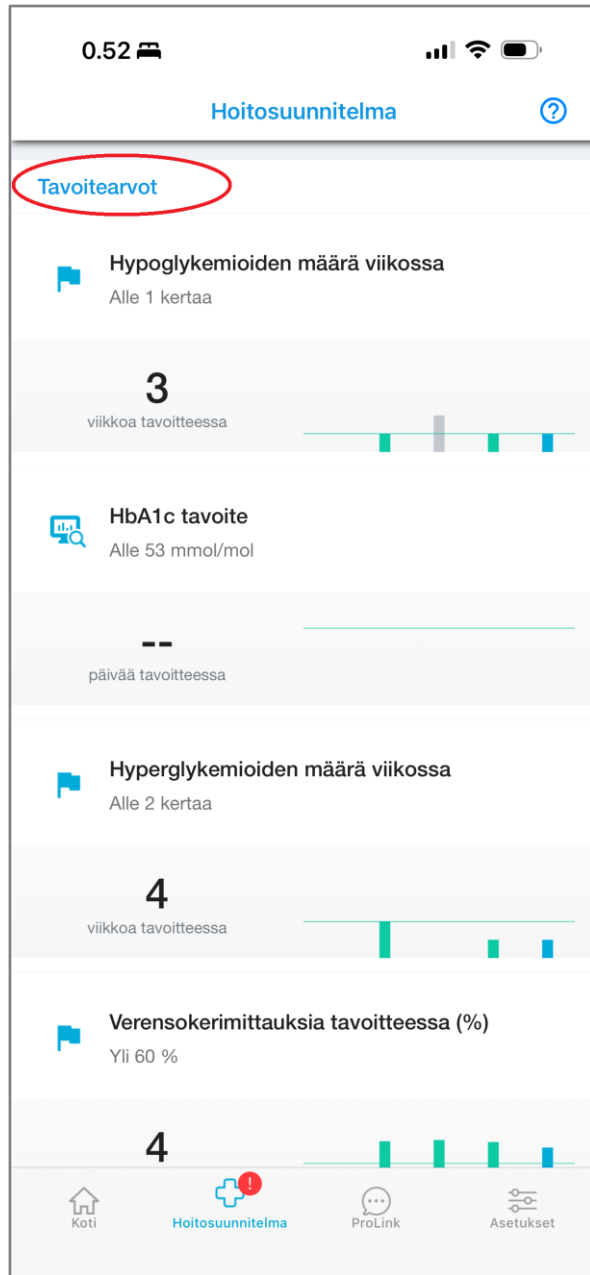 0.52
Hoitosuunnitelma
Tavoitearvot
Hypoglykemioiden määrä viikossa
Alle 1 kertaa
3
viikkoa tavoitteessa
HbA1c tavoite
Alle 53 mmol/mol
--
päivää tavoitteessa
Hyperglykemioiden määrä viikossa
Alle 2 kertaa
4
viikkoa tavoitteessa
Verensokerimittauksia tavoitteessa (%)
Yli 60 %
4
Koti Hoitosuunnitelma ProLink Asetukset